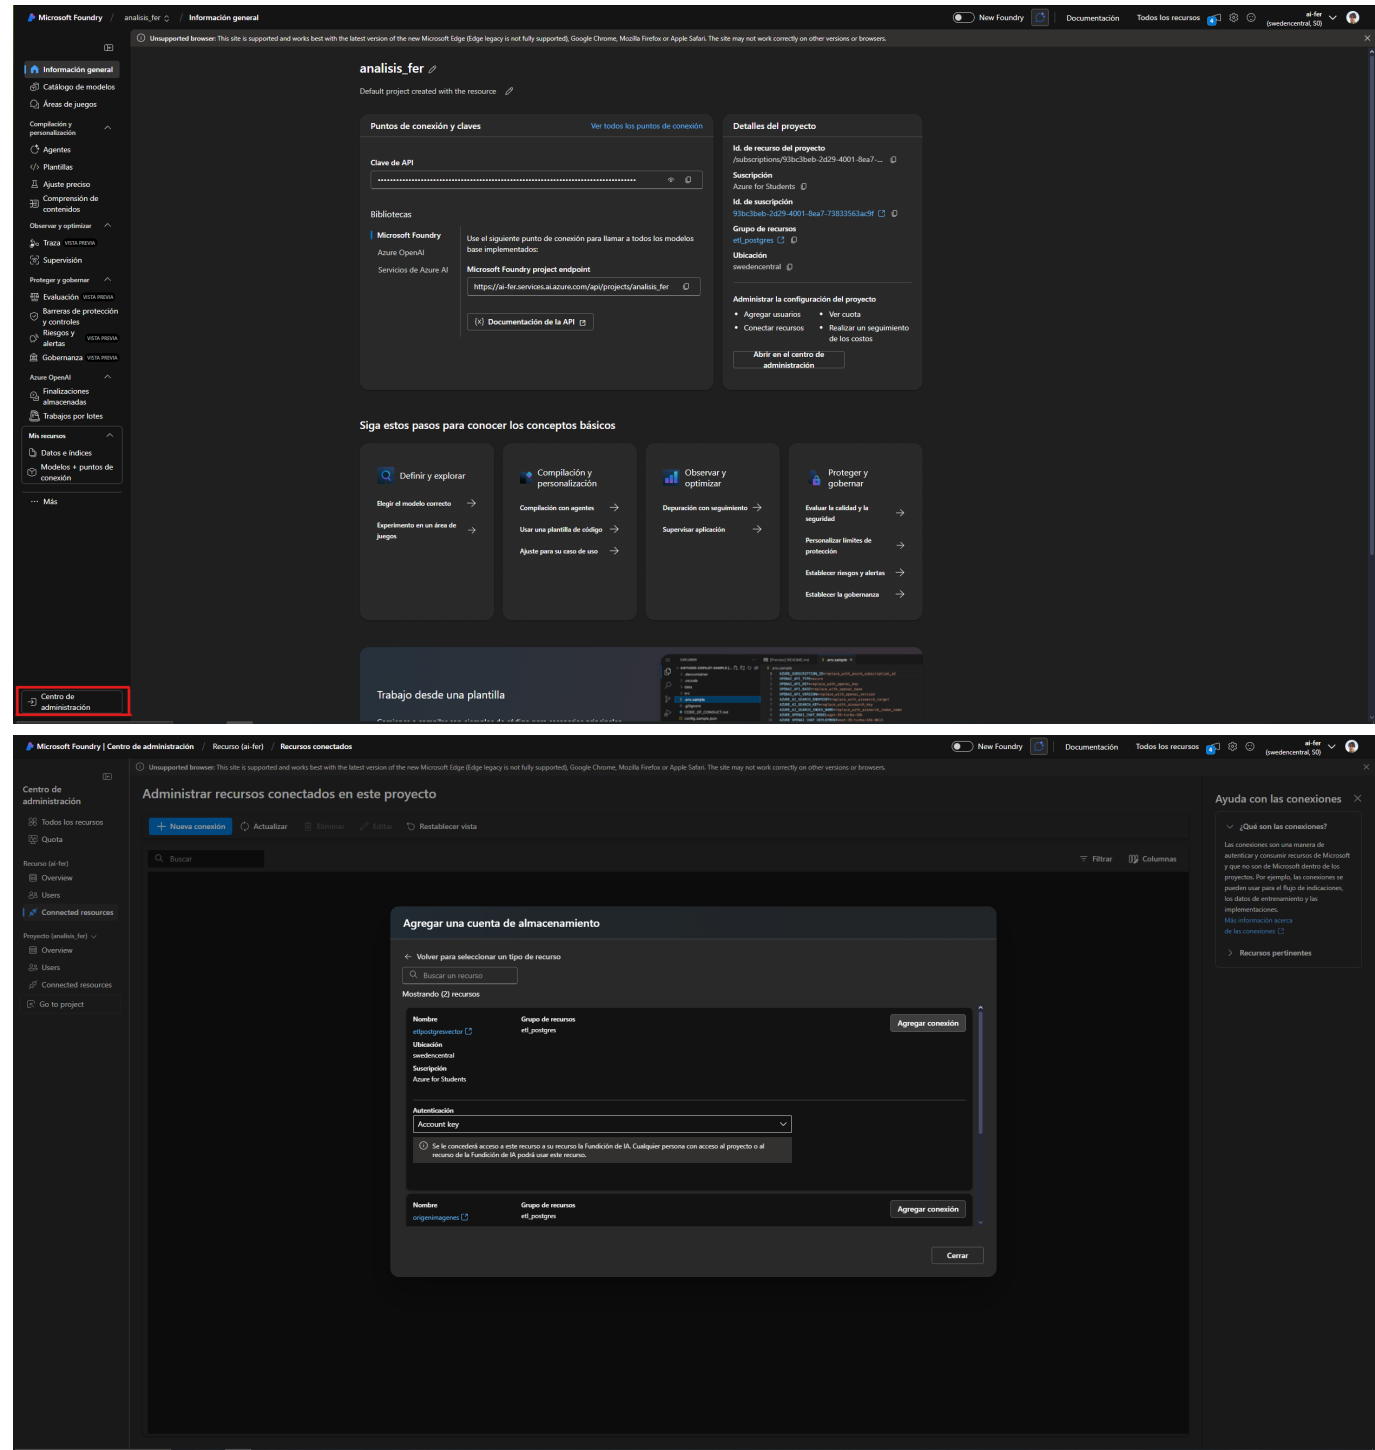 Microsoft Foundry / analisis_fer / Información general
New Foundry Documentación Todos los recursos ai-fer (swedencentral, S0)
Unsupported browser: This site is supported and works best with the latest version of the new Microsoft Edge (Edge legacy is not fully supported), Google Chrome, Mozilla Firefox or Apple Safari. The site may not work correctly on other versions or browsers.
Información general
Catálogo de modelos
Áreas de juegos
Compilación y personalización
Agentes
Plantillas
Ajuste preciso
Comprensión de contenidos
Observar y optimizar
Traza VISTA PREVIA
Supervisión
Proteger y gobernar
Evaluación VISTA PREVIA
Barreras de protección y controles
Riesgos y alertas VISTA PREVIA
Gobernanza VISTA PREVIA
Azure OpenAI
Finalizaciones almacenadas
Trabajos por lotes
Mis recursos
Datos e índices
Modelos + puntos de conexión
Más
Centro de administración
analisis_fer
Default project created with the resource
Puntos de conexión y claves
Ver todos los puntos de conexión
Clave de API
Bibliotecas
Microsoft Foundry
Azure OpenAI
Servicios de Azure AI
Use el siguiente punto de conexión para llamar a todos los modelos
base implementados:
Microsoft Foundry project endpoint
https://ai-fer.services.ai.azure.com/api/projects/analisis_fer
Documentación de la API
Detalles del proyecto
Id. de recurso del proyecto
/subscriptions/93bc3beb-2d29-4001-8ea7-...
Suscripción
Azure for Students
Id. de suscripción
93bc3beb-2d29-4001-8ea7-73833563ac9f
Grupo de recursos
etl_postgres
Ubicación
swedencentral
Administrar la configuración del proyecto
• Agregar usuarios
• Ver cuota
• Conectar recursos
• Realizar un seguimiento
de los costos
Abrir en el centro de
administración
Siga estos pasos para conocer los conceptos básicos
Definir y explorar
Elegir el modelo correcto
Experimento en un área de
juegos
Compilación y
personalización
Compilación con agentes
Usar una plantilla de código
Ajuste para su caso de uso
Observar y
optimizar
Depuración con seguimiento
Supervisar aplicación
Proteger y
gobernar
Evaluar la calidad y la
seguridad
Personalizar límites de
protección
Establecer riesgos y alertas
Establecer la gobernanza
Trabajo desde una plantilla
Microsoft Foundry | Centro de administración / Recurso (ai-fer) / Recursos conectados
New Foundry Documentación Todos los recursos ai-fer (swedencentral, S0)
Unsupported browser: This site is supported and works best with the latest version of the new Microsoft Edge (Edge legacy is not fully supported), Google Chrome, Mozilla Firefox or Apple Safari. The site may not work correctly on other versions or browsers.
Centro de
administración
Todos los recursos
Quota
Recurso (ai-fer)
Overview
Users
Connected resources
Proyecto (analisis_fer)
Overview
Users
Connected resources
Go to project
Administrar recursos conectados en este proyecto
Nueva conexión Actualizar Eliminar Editar Restablecer vista
Buscar
Filtrar Columnas
Agregar una cuenta de almacenamiento
Volver para seleccionar un tipo de recurso
Buscar un recurso
Mostrando (2) recursos
Nombre
etlpostgresvector
Grupo de recursos
etl_postgres
Agregar conexión
Ubicación
swedencentral
Suscripción
Azure for Students
Autenticación
Account key
Se le concederá acceso a este recurso a su recurso la Fundición de IA. Cualquier persona con acceso al proyecto o al
recurso de la Fundición de IA podrá usar este recurso.
Nombre
origenimagenes
Grupo de recursos
etl_postgres
Agregar conexión
Cerrar
Ayuda con las conexiones
¿Qué son las conexiones?
Las conexiones son una manera de
autenticar y consumir recursos de Microsoft
y que no son de Microsoft dentro de los
proyectos. Por ejemplo, las conexiones se
pueden usar para el flujo de indicaciones,
los datos de entrenamiento y las
implementaciones.
Más información acerca
de las conexiones
Recursos pertinentes